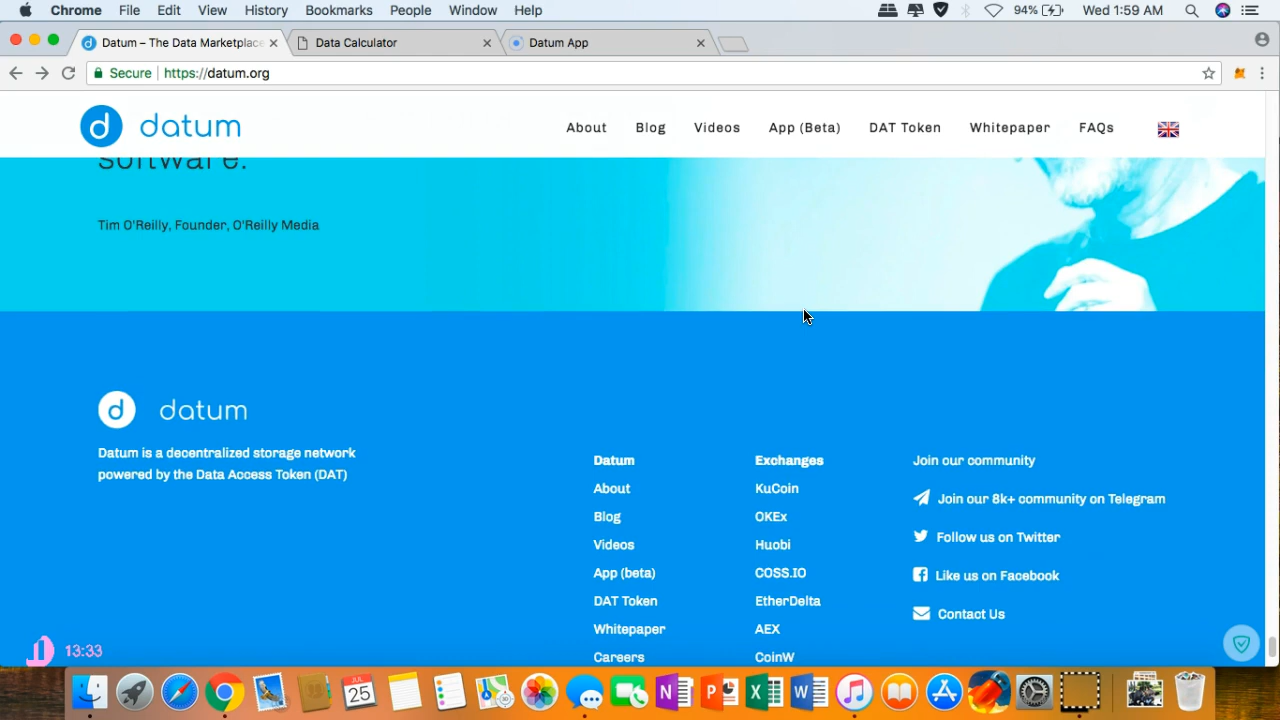 Chrome File Edit View History Bookmarks People Window Help 94% Wed 1:59 AM
Datum – The Data Marketplace Data Calculator Datum App
Secure https://datum.org
d datum About Blog Videos App (Beta) DAT Token Whitepaper FAQs
software.
Tim O'Reilly, Founder, O'Reilly Media
d datum
Datum is a decentralized storage network
powered by the Data Access Token (DAT)
Datum
About
Blog
Videos
App (beta)
DAT Token
Whitepaper
Careers
Exchanges
KuCoin
OKEx
Huobi
COSS.IO
EtherDelta
AEX
CoinW
Join our community
Join our 8k+ community on Telegram
Follow us on Twitter
Like us on Facebook
Contact Us
13:33
JUL
25
N P X W